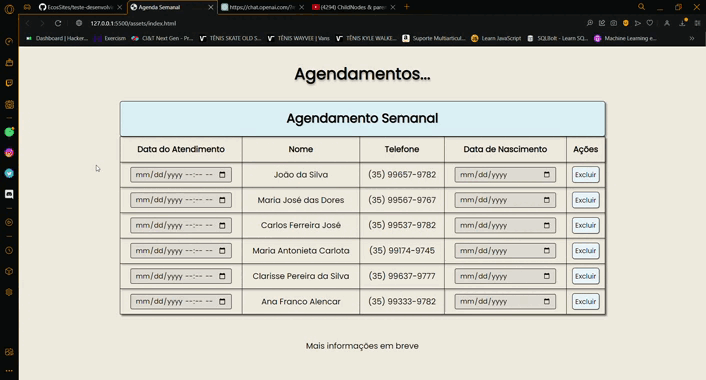 EcosSites/teste-desenvolvi
Agenda Semanal
https://chat.openai.com/?
(4294) ChildNodes & pare
127.0.0.1:5500/assets/index.html
Dashboard | Hacker...
Exercism
CI&T Next Gen - Pr...
TÊNIS SKATE OLD S...
TÊNIS WAYVEE | Vans
TÊNIS KYLE WALKE...
Suporte Multiarticul...
Learn JavaScript
SQLBolt - Learn SQ...
Machine Learning e...
Agendamentos...
Agendamento Semanal
Data do Atendimento Nome Telefone Data de Nascimento Ações
mm/dd/yyyy --:-- -- João da Silva (35) 99657-9782 mm/dd/yyyy Excluir
mm/dd/yyyy --:-- -- Maria José das Dores (35) 99567-9767 mm/dd/yyyy Excluir
mm/dd/yyyy --:-- -- Carlos Ferreira José (35) 99537-9782 mm/dd/yyyy Excluir
mm/dd/yyyy --:-- -- Maria Antonieta Carlota (35) 99174-9745 mm/dd/yyyy Excluir
mm/dd/yyyy --:-- -- Clarisse Pereira da Silva (35) 99637-9777 mm/dd/yyyy Excluir
mm/dd/yyyy --:-- -- Ana Franco Alencar (35) 99333-9782 mm/dd/yyyy Excluir
Mais informações em breve